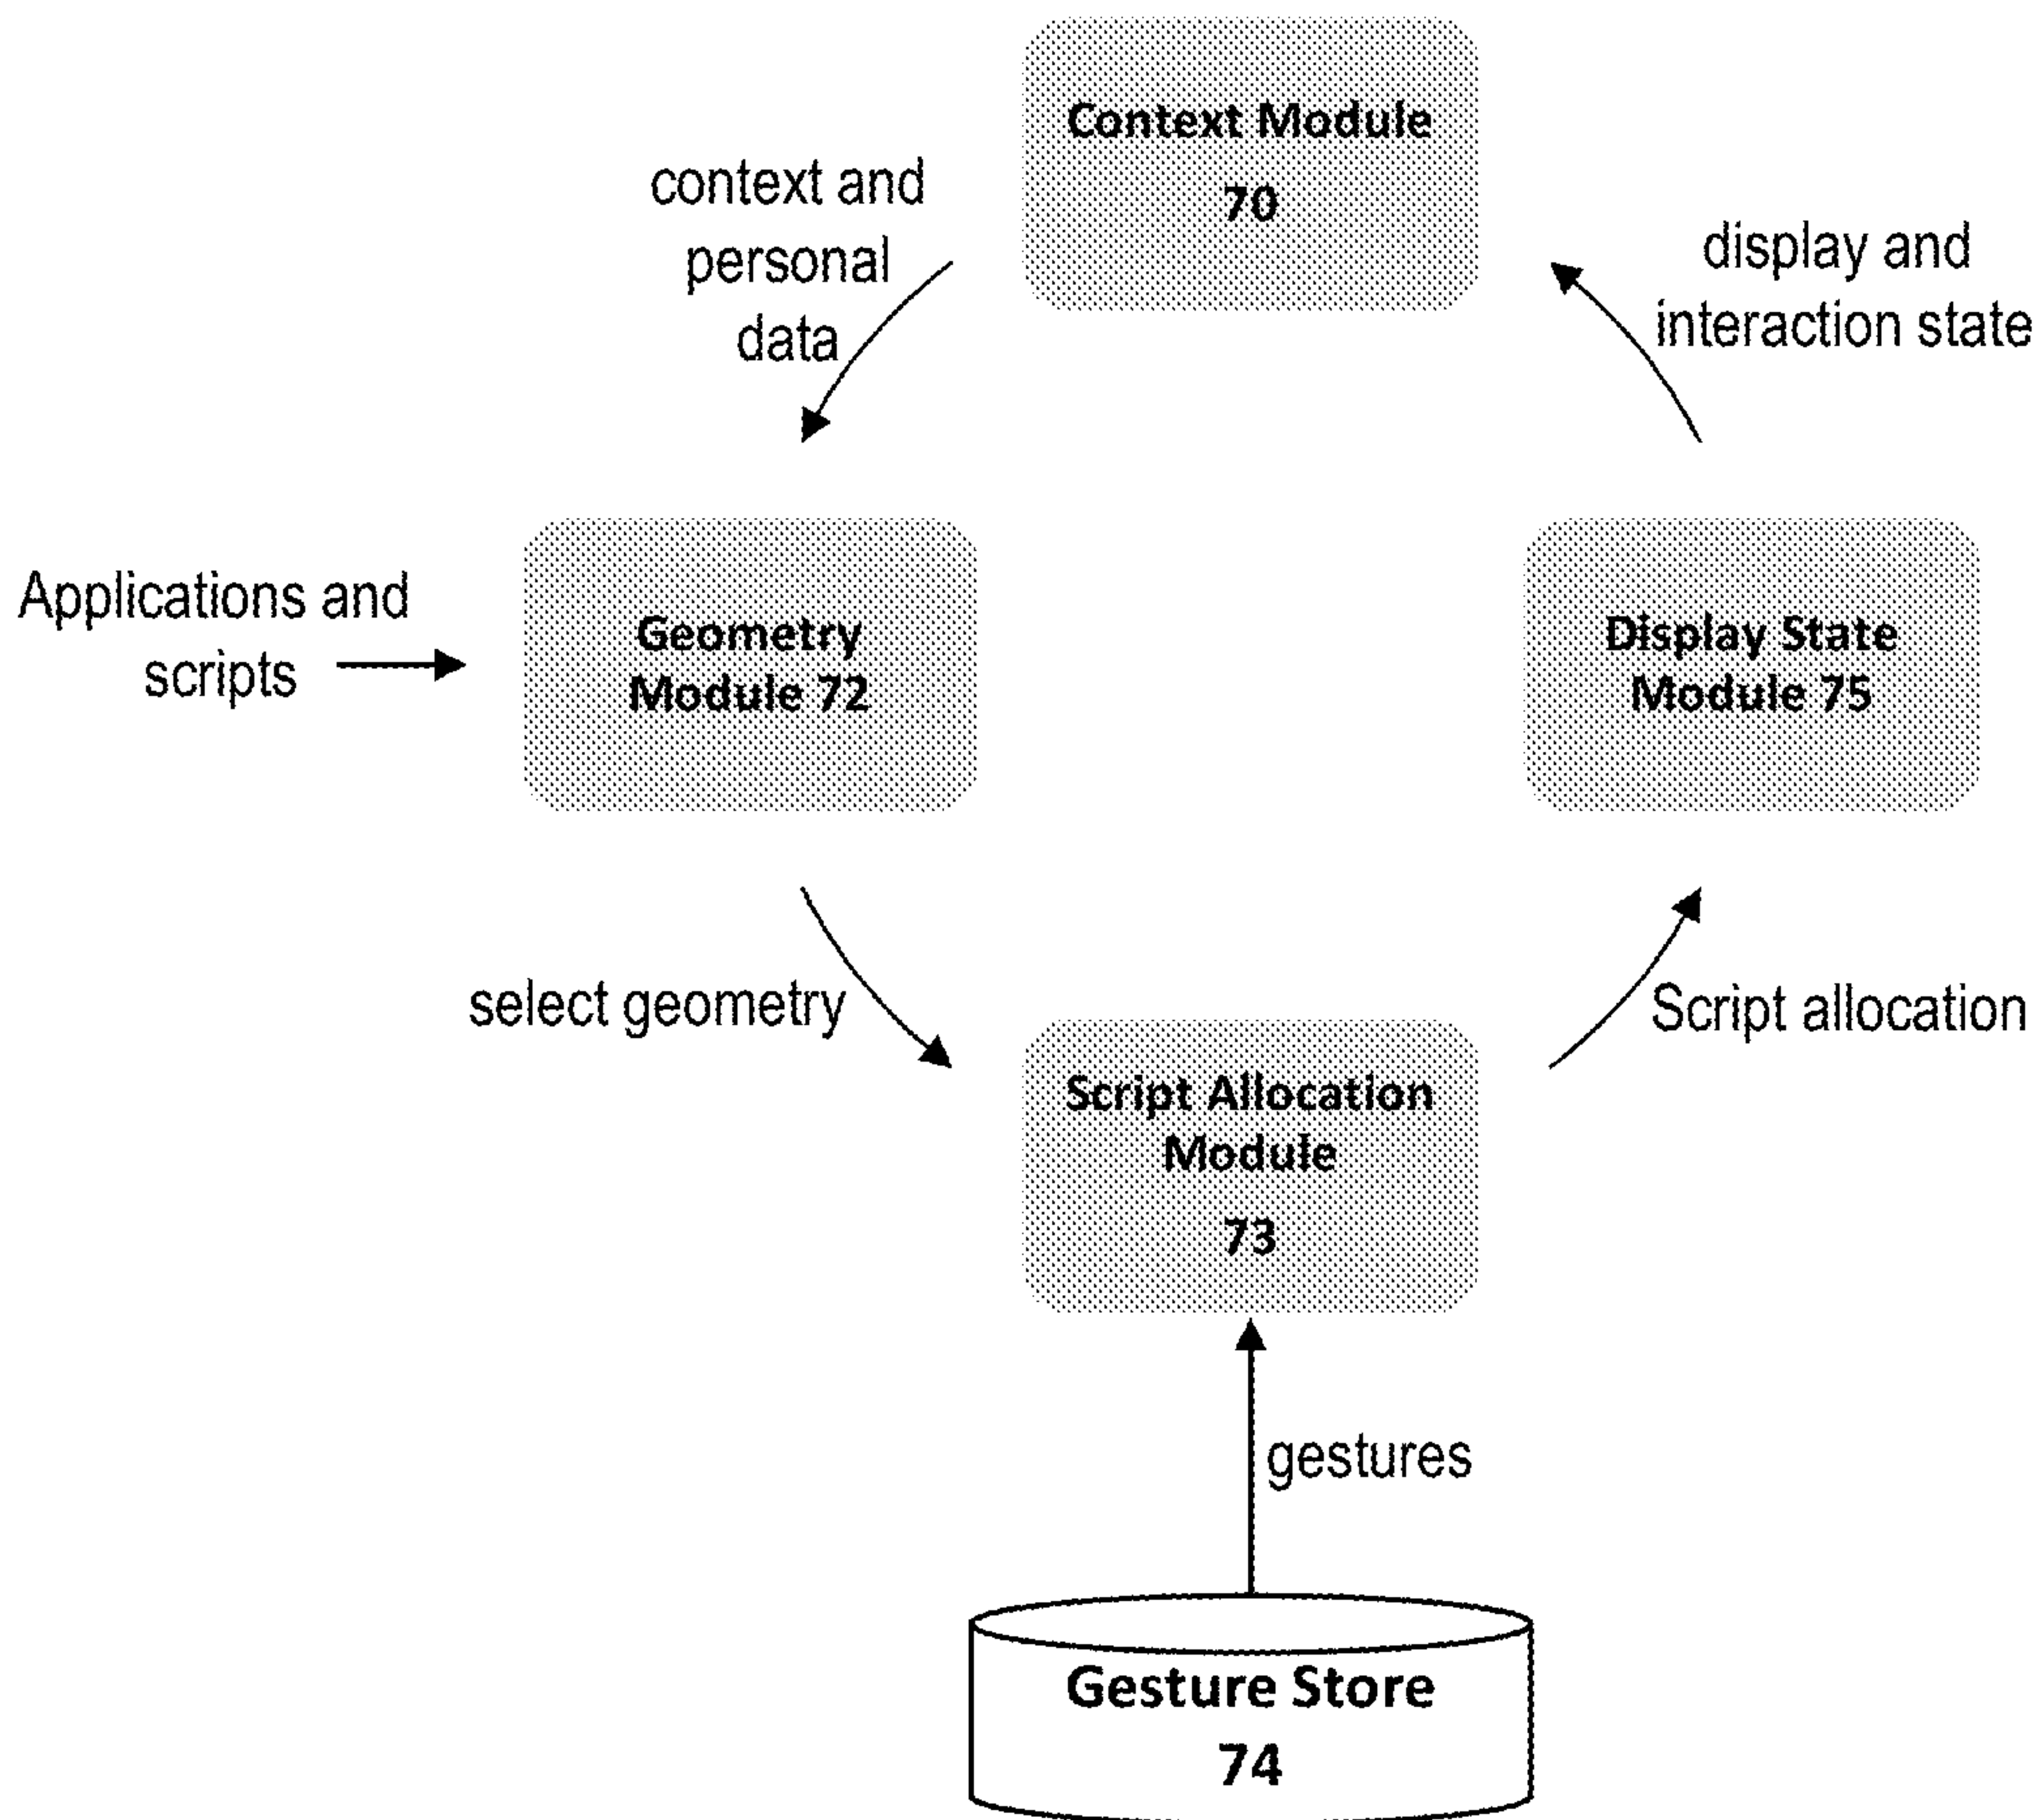 Context Module
70
context and
personal
data
display and
interaction state
Applications and
scripts
Geometry
Module 72
Display State
Module 75
select geometry
Script allocation
Script Allocation
Module
73
gestures
Gesture Store
74